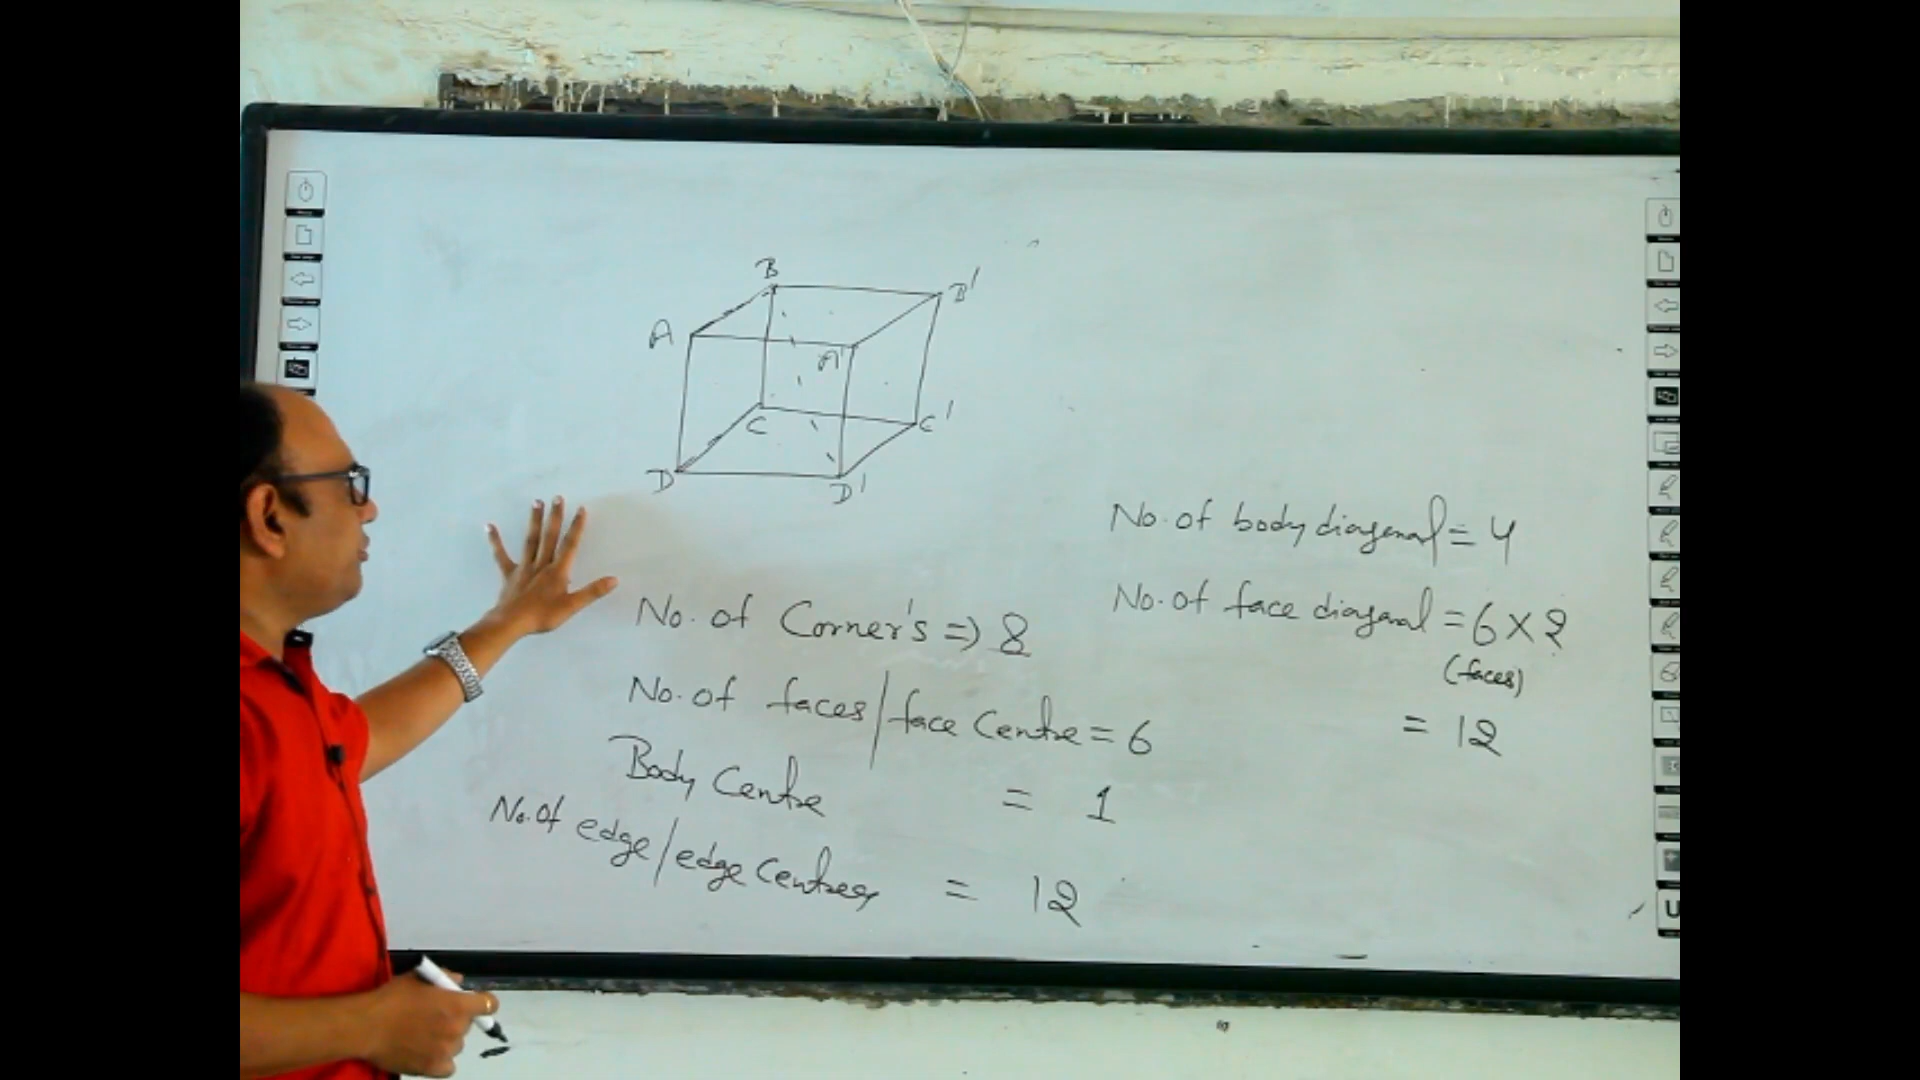 B
B'
A
A'
C
C'
D
D'
No. of body diagonal = 4
No. of face diagonal = 6 × 2
(faces)
= 12
No. of Corner's => 8
No. of faces/face Centre = 6
Body Centre = 1
No. of edge/edge Centres = 12
U